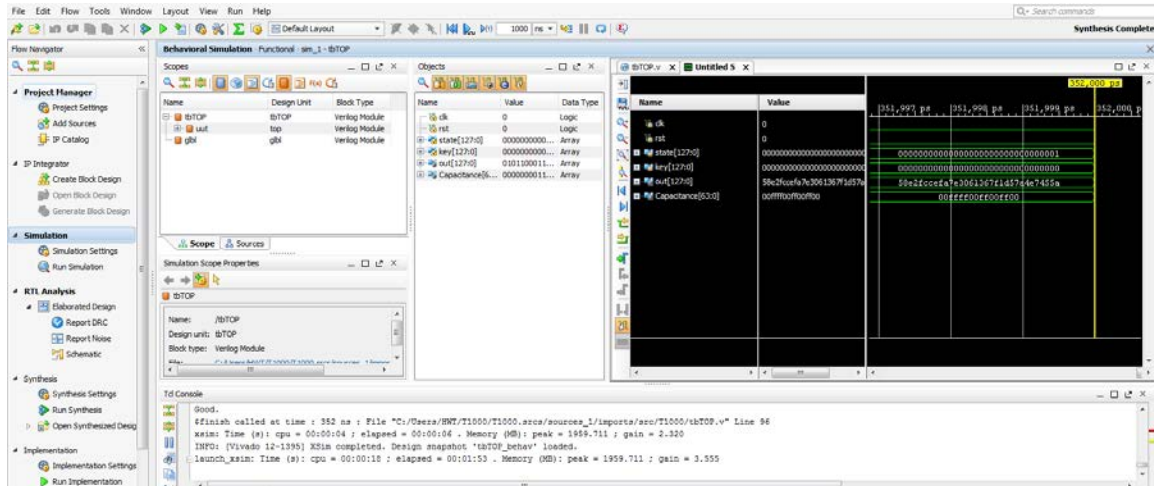 File Edit Flow Tools Window Layout View Run Help
Q- Search commands
Default Layout
1000 ns
Synthesis Complete
Flow Navigator
Behavioral Simulation - Functional - sim_1 - tbTOP
Project Manager
Project Settings
Add Sources
IP Catalog
IP Integrator
Create Block Design
Open Block Design
Generate Block Design
Simulation
Simulation Settings
Run Simulation
RTL Analysis
Elaborated Design
Report DRC
Report Noise
Schematic
Synthesis
Synthesis Settings
Run Synthesis
Open Synthesized Desig
Implementation
Implementation Settings
Run Implementation
Scopes
Name Design Unit Block Type
tbTOP tbTOP Verilog Module
uut top Verilog Module
glbl glbl Verilog Module
Scope Sources
Simulation Scope Properties
tbTOP
Name: /tbTOP
Design unit: tbTOP
Block type: Verilog Module
Objects
Name Value Data Type
clk 0 Logic
rst 0 Logic
state[127:0] 0000000000... Array
key[127:0] 0000000000... Array
out[127:0] 0101100011... Array
Capacitance[6... 0000000011... Array
tbTOP.v Untitled 5
352,000 ps
Name Value
351,997 ps 351,998 ps 351,999 ps 352,000 p
clk 0
rst 0
state[127:0] 00000000000000000000000000000001
key[127:0] 00000000000000000000000000000000
out[127:0] 58e2fccefa7e3061367f1d57a 58e2fccefa7e3061367f1d57a4e7455a
Capacitance[63:0] 00ffff00ff00ff00 00ffff00ff00ff00
Tcl Console
Good.
$finish called at time : 352 ns : File "C:/Users/HWT/T1000/T1000.srcs/sources_1/imports/src/T1000/tbTOP.v" Line 96
xsim: Time (s): cpu = 00:00:04 ; elapsed = 00:00:06 . Memory (MB): peak = 1959.711 ; gain = 2.320
INFO: [Vivado 12-1395] XSim completed. Design snapshot 'tbTOP_behav' loaded.
launch_xsim: Time (s): cpu = 00:00:18 ; elapsed = 00:01:53 . Memory (MB): peak = 1959.711 ; gain = 3.555